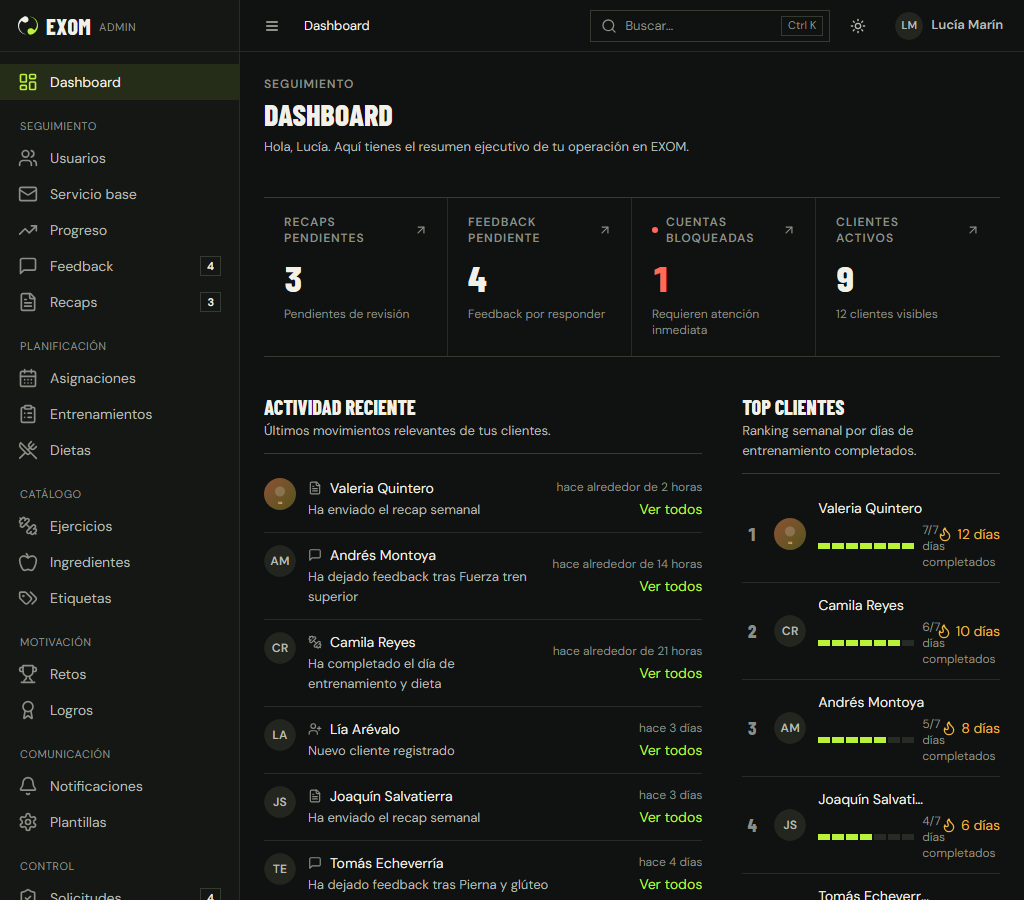 EXOM ADMIN
Dashboard
SEGUIMIENTO
Usuarios
Servicio base
Progreso
Feedback 4
Recaps 3
PLANIFICACIÓN
Asignaciones
Entrenamientos
Dietas
CATÁLOGO
Ejercicios
Ingredientes
Etiquetas
MOTIVACIÓN
Retos
Logros
COMUNICACIÓN
Notificaciones
Plantillas
CONTROL
Solicitudes 4
Dashboard
Buscar... Ctrl K
LM Lucía Marín
SEGUIMIENTO
DASHBOARD
Hola, Lucía. Aquí tienes el resumen ejecutivo de tu operación en EXOM.
RECAPS
PENDIENTES
3
Pendientes de revisión
FEEDBACK
PENDIENTE
4
Feedback por responder
CUENTAS
BLOQUEADAS
1
Requieren atención
inmediata
CLIENTES
ACTIVOS
9
12 clientes visibles
ACTIVIDAD RECIENTE
Últimos movimientos relevantes de tus clientes.
Valeria Quintero
Ha enviado el recap semanal
hace alrededor de 2 horas
Ver todos
AM
Andrés Montoya
Ha dejado feedback tras Fuerza tren
superior
hace alrededor de 14 horas
Ver todos
CR
Camila Reyes
Ha completado el día de
entrenamiento y dieta
hace alrededor de 21 horas
Ver todos
LA
Lía Arévalo
Nuevo cliente registrado
hace 3 días
Ver todos
JS
Joaquín Salvatierra
Ha enviado el recap semanal
hace 3 días
Ver todos
TE
Tomás Echeverría
Ha dejado feedback tras Pierna y glúteo
hace 4 días
Ver todos
TOP CLIENTES
Ranking semanal por días de
entrenamiento completados.
1
Valeria Quintero
7/7
días
completados
12 días
2
CR
Camila Reyes
6/7
días
completados
10 días
3
AM
Andrés Montoya
5/7
días
completados
8 días
4
JS
Joaquín Salvati...
4/7
días
completados
6 días
Tomás Echeverr...